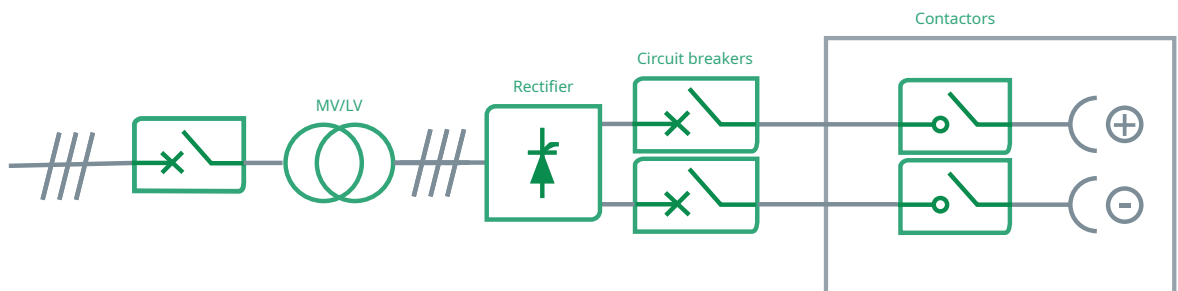 Contactors
Circuit breakers
Rectifier
MV/LV
+
-